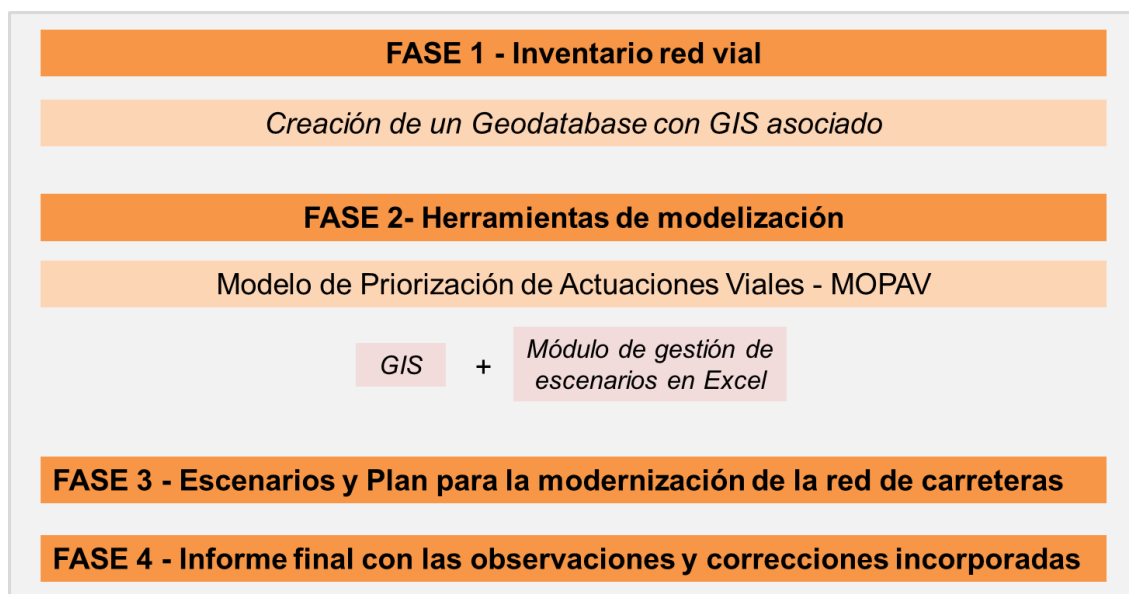 FASE 1 - Inventario red vial
Creación de un Geodatabase con GIS asociado
FASE 2- Herramientas de modelización
Modelo de Priorización de Actuaciones Viales - MOPAV
GIS + Módulo de gestión de
escenarios en Excel
FASE 3 - Escenarios y Plan para la modernización de la red de carreteras
FASE 4 - Informe final con las observaciones y correcciones incorporadas